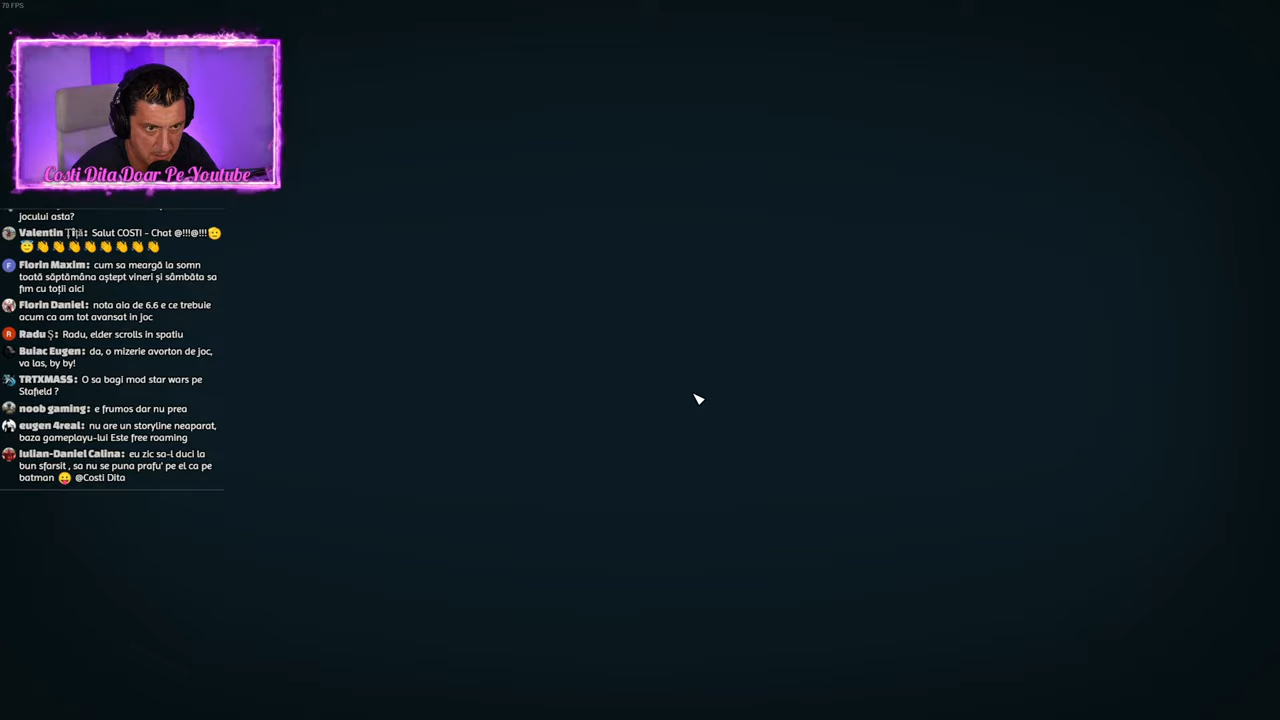 70 FPS
Costi Dita Doar Pe Youtube
jocului asta?
Valentin Țîță: Salut COSTI - Chat @!!!@!!!🫡
😇👏👏👏👏👏👏👏👏
Florin Maxim: cum sa meargă la somn
toată săptămâna aștept vineri și sâmbăta sa
fim cu toții aici
Florin Daniel: nota aia de 6.6 e ce trebuie
acum ca am tot avansat in joc
R Radu Ș: Radu, elder scrolls in spatiu
Buiac Eugen: da, o mizerie avorton de joc,
va las, by by!
TRTXMASS: O sa bagi mod star wars pe
Stafield ?
noob gaming: e frumos dar nu prea
eugen 4real: nu are un storyline neaparat,
baza gameplayu-lui Este free roaming
Iulian-Daniel Calina: eu zic sa-l duci la
bun sfarsit , sa nu se puna prafu' pe el ca pe
batman 😛 @Costi Dita